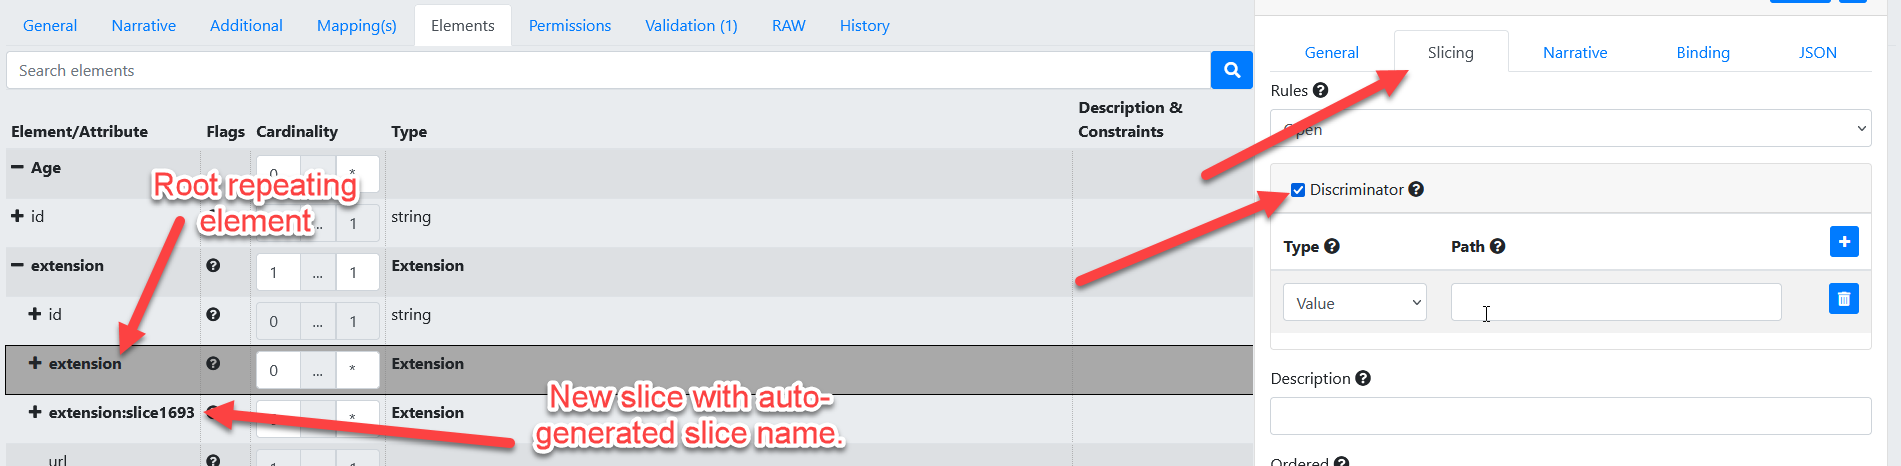 General Narrative Additional Mapping(s) Elements Permissions Validation (1) RAW History
Search elements
Element/Attribute Flags Cardinality Type Description &
Constraints
Age 0 ... *
id ... 1 string
extension 1 ... 1 Extension
id 0 ... 1 string
extension 0 ... * Extension
extension:slice1693 * Extension
url
Root repeating
element
New slice with auto-
generated slice name.
General Slicing Narrative Binding JSON
Rules
Open
Discriminator
Type Path
Value
Description
Ordered